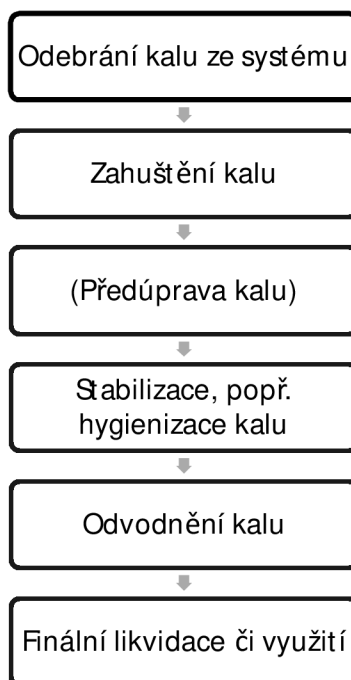 Odebrání kalu ze systému
Zahuštění kalu
(Předúprava kalu)
Stabilizace, popř.
hygienizace kalu
Odvodnění kalu
Finální likvidace či využití